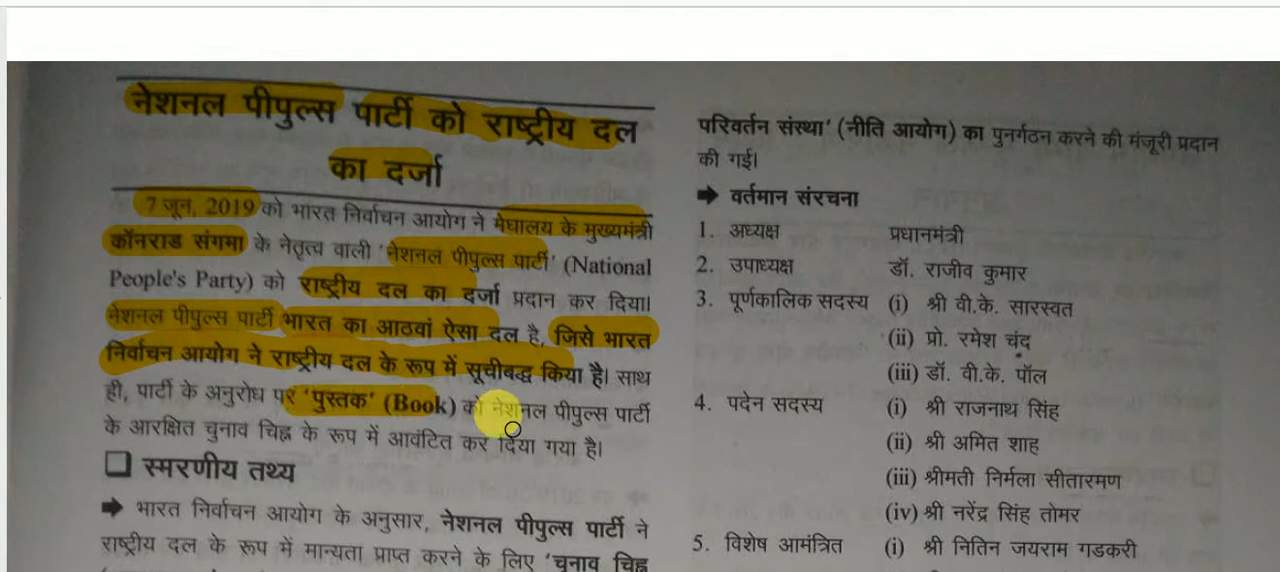 नेशनल पीपुल्स पार्टी को राष्ट्रीय दल
का दर्जा
7 जून, 2019 को भारत निर्वाचन आयोग ने मेघालय के मुख्यमंत्री
कॉनराड संगमा के नेतृत्व वाली 'नेशनल पीपुल्स पार्टी' (National
People's Party) को राष्ट्रीय दल का दर्जा प्रदान कर दिया।
नेशनल पीपुल्स पार्टी भारत का आठवां ऐसा दल है, जिसे भारत
निर्वाचन आयोग ने राष्ट्रीय दल के रूप में सूचीबद्ध किया है। साथ
ही, पार्टी के अनुरोध पर 'पुस्तक' (Book) को नेशनल पीपुल्स पार्टी
के आरक्षित चुनाव चिह्न के रूप में आवंटित कर दिया गया है।
❑ स्मरणीय तथ्य
➡ भारत निर्वाचन आयोग के अनुसार, नेशनल पीपुल्स पार्टी ने
राष्ट्रीय दल के रूप में मान्यता प्राप्त करने के लिए 'चुनाव चिह्न
परिवर्तन संस्था' (नीति आयोग) का पुनर्गठन करने की मंजूरी प्रदान
की गई।
➡ वर्तमान संरचना
1. अध्यक्ष प्रधानमंत्री
2. उपाध्यक्ष डॉ. राजीव कुमार
3. पूर्णकालिक सदस्य (i) श्री वी.के. सारस्वत
(ii) प्रो. रमेश चंद
(iii) डॉ. वी.के. पॉल
4. पदेन सदस्य (i) श्री राजनाथ सिंह
(ii) श्री अमित शाह
(iii) श्रीमती निर्मला सीतारमण
(iv) श्री नरेंद्र सिंह तोमर
5. विशेष आमंत्रित (i) श्री नितिन जयराम गडकरी